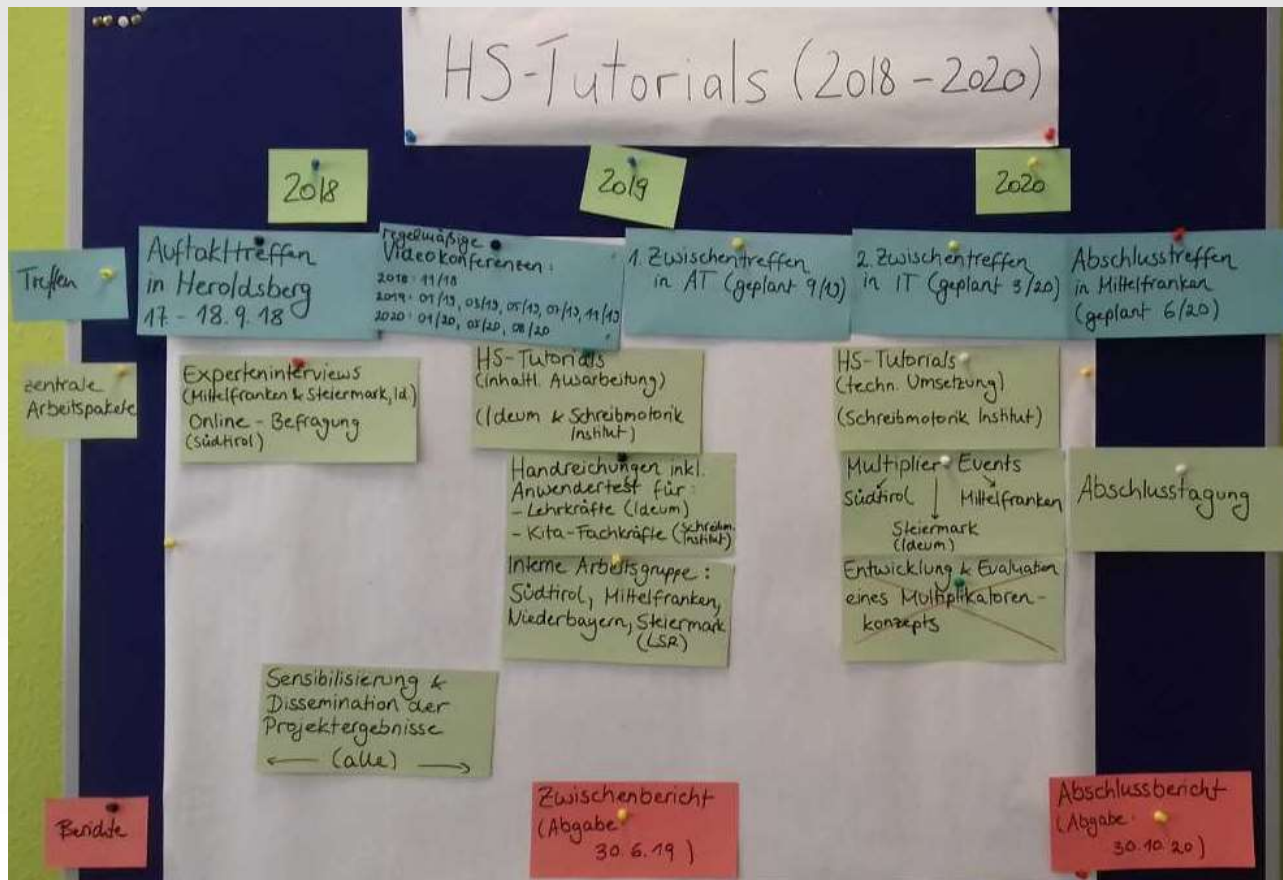 HS-Tutorials (2018-2020)
2018
2019
2020
Treffen
Auftakttreffen
in Heroldsberg
17.-18.9.18
regelmäßige
Videokonferenzen:
2018: 11/18
2019: 01/19, 03/19, 05/19, 07/19, 11/19
2020: 01/20, 05/20, 08/20
1. Zwischentreffen
in AT (geplant 9/19)
2. Zwischentreffen
in IT (geplant 3/20)
Abschlusstreffen
in Mittelfranken
(geplant 6/20)
zentrale
Arbeitspakete
Experteninterviews
(Mittelfranken & Steiermark, Id.)
Online-Befragung
(Südtirol)
HS-Tutorials
(inhaltl. Ausarbeitung)
(Ideum & Schreibmotorik
Institut)
HS-Tutorials
(techn. Umsetzung)
(Schreibmotorik Institut)
Handreichungen inkl.
Anwendertest für:
- Lehrkräfte (Ideum)
- Kita-Fachkräfte (Schreibm.
Institut)
Multiplier Events
Südtirol
Mittelfranken
Steiermark
(Ideum)
Abschlusstagung
Interne Arbeitsgruppe:
Südtirol, Mittelfranken,
Niederbayern, Steiermark
(LSR)
Entwicklung & Evaluation
eines Multiplikatoren-
konzepts
Sensibilisierung &
Dissemination der
Projektergebnisse
← (alle) →
Berichte
Zwischenbericht
(Abgabe:
30.6.19)
Abschlussbericht
(Abgabe:
30.10.20)